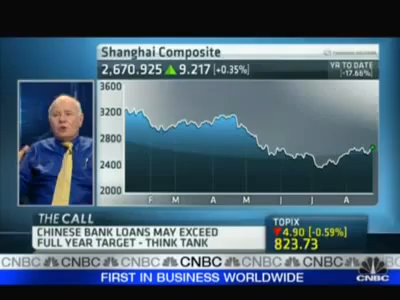 Shanghai Composite
2,670.925 9.217 [+0.35%]
YR TO DATE
[-17.66%]
3600
3200
2800
2400
2000
F M A M J J A
THE CALL
CHINESE BANK LOANS MAY EXCEED
FULL YEAR TARGET - THINK TANK
TOPIX
4.90 [-0.59%]
823.73
CNBC CNBC CNBC CNBC CNBC CNBC
FIRST IN BUSINESS WORLDWIDE
CNBC